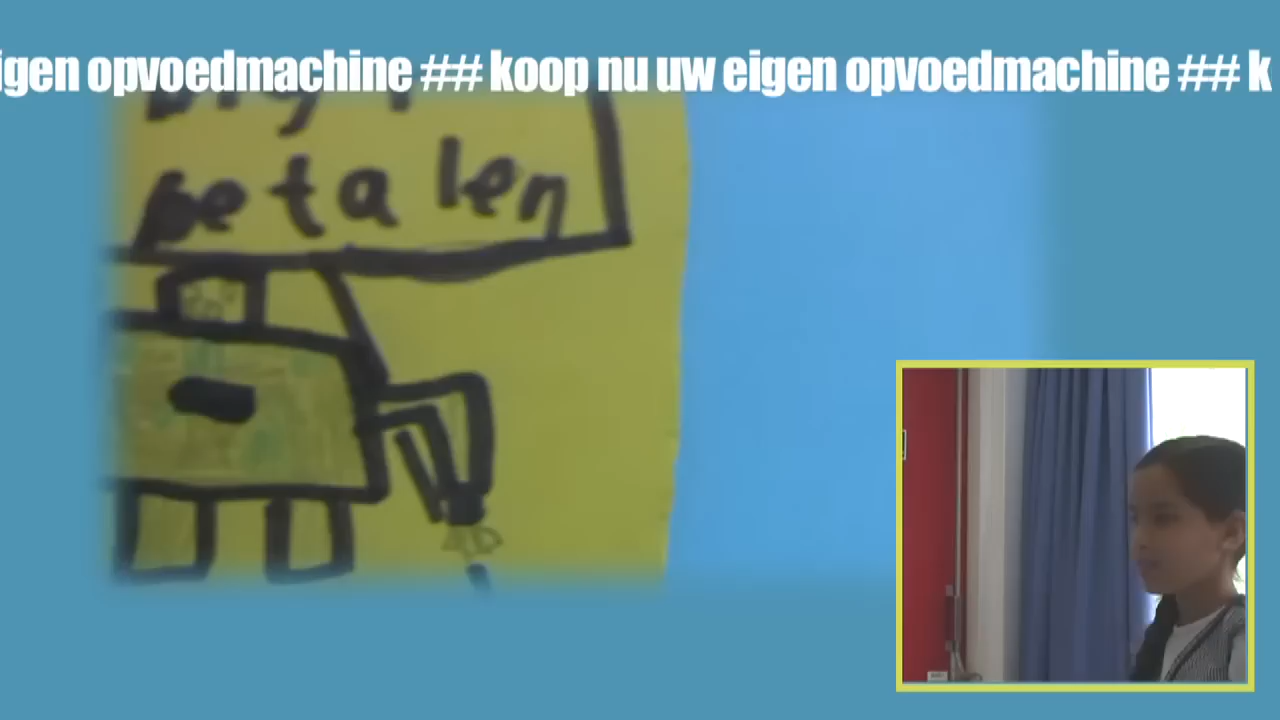 igen opvoedmachine ## koop nu uw eigen opvoedmachine ## k
betalen